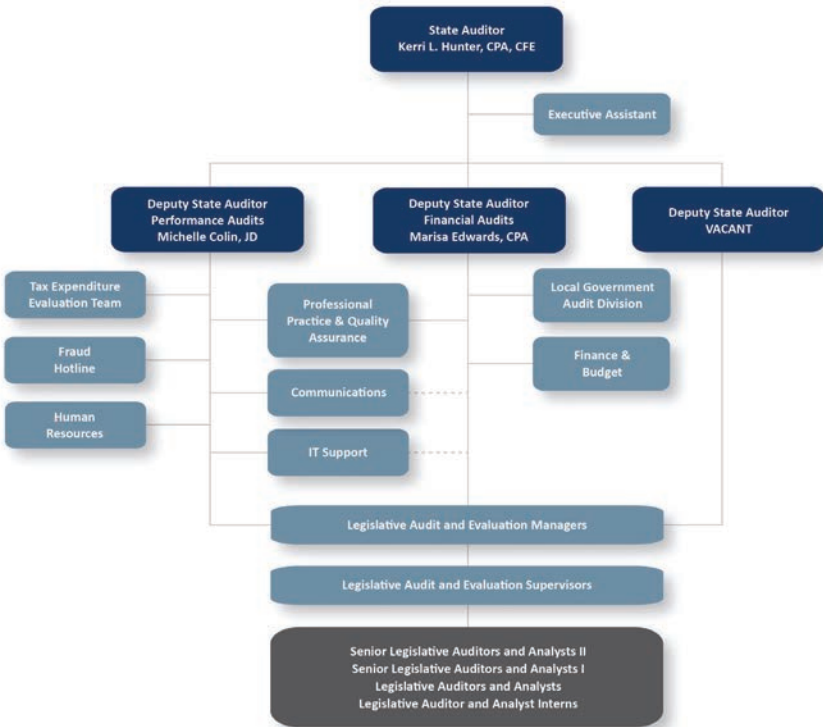 State Auditor
Kerri L. Hunter, CPA, CFE
Executive Assistant
Deputy State Auditor
Performance Audits
Michelle Colin, JD
Deputy State Auditor
Financial Audits
Marisa Edwards, CPA
Deputy State Auditor
VACANT
Tax Expenditure
Evaluation Team
Professional
Practice & Quality
Assurance
Local Government
Audit Division
Fraud
Hotline
Finance &
Budget
Communications
Human
Resources
IT Support
Legislative Audit and Evaluation Managers
Legislative Audit and Evaluation Supervisors
Senior Legislative Auditors and Analysts II
Senior Legislative Auditors and Analysts I
Legislative Auditors and Analysts
Legislative Auditor and Analyst Interns